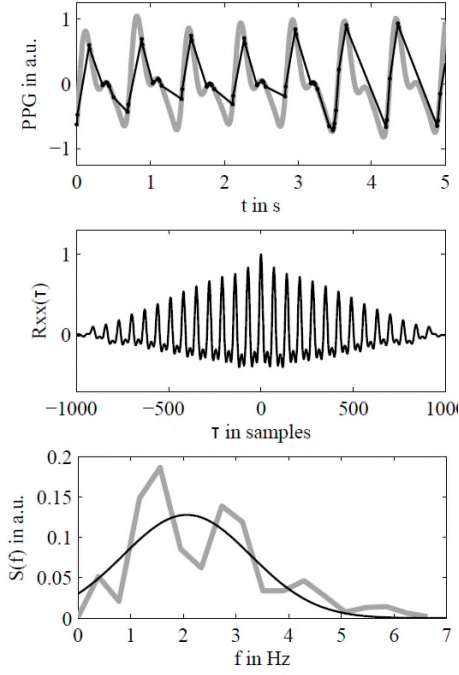 PPG in a.u.
1
0
−1
0 1 2 3 4 5
t in s
Rxx(τ)
1
0
−1000 −500 0 500 1000
τ in samples
S(f) in a.u.
0.2
0.15
0.1
0.05
0
0 1 2 3 4 5 6 7
f in Hz